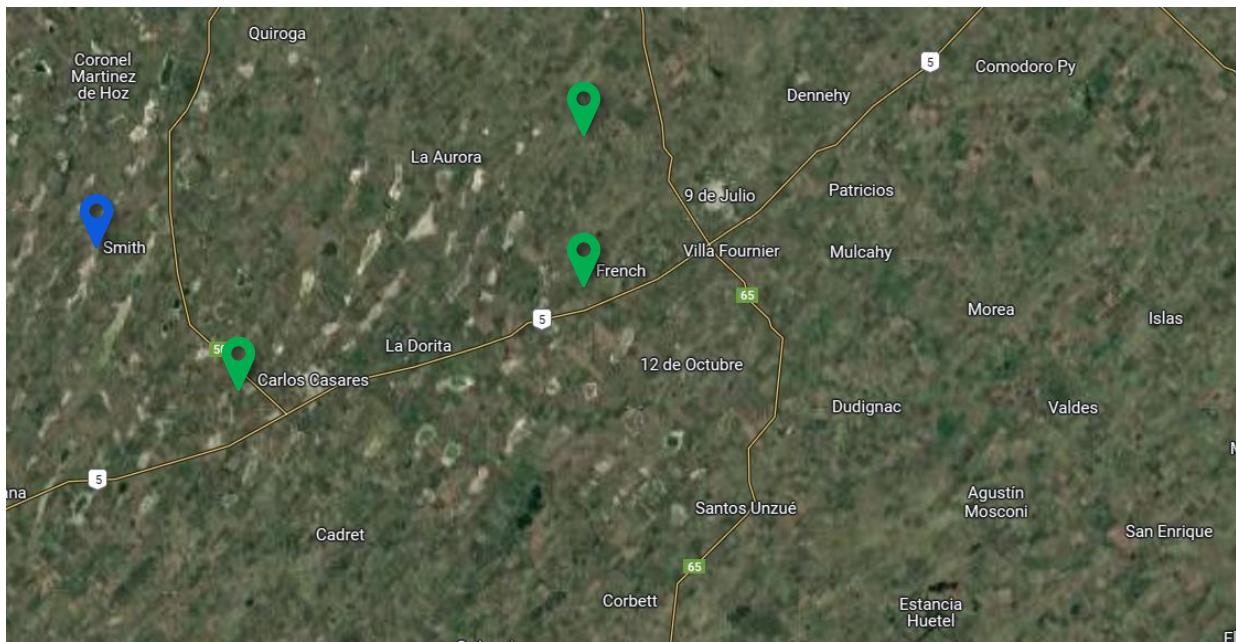 Quiroga
Coronel
Martinez
de Hoz
5
Comodoro Py
Dennehy
La Aurora
9 de Julio
Patricios
Smith
Villa Fournier
Mulcahy
French
65
Morea
Islas
5
La Dorita
50
12 de Octubre
Carlos Casares
Dudignac
Valdes
5
ana
Agustín
Mosconi
Santos Unzué
San Enrique
Cadret
65
Corbett
Estancia
Huetel